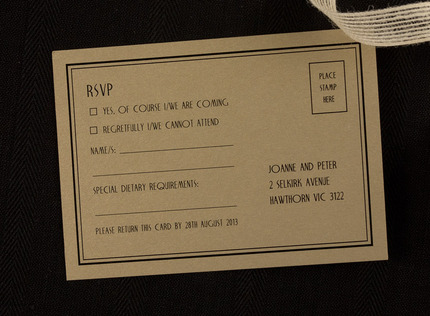 RSVP
PLACE
STAMP
HERE
YES, OF COURSE I/WE ARE COMING
REGRETFULLY I/WE CANNOT ATTEND
NAME/S:
SPECIAL DIETARY REQUIREMENTS:
PLEASE RETURN THIS CARD BY 28TH AUGUST 2013
JOANNE AND PETER
2 SELKIRK AVENUE
HAWTHORN VIC 3122